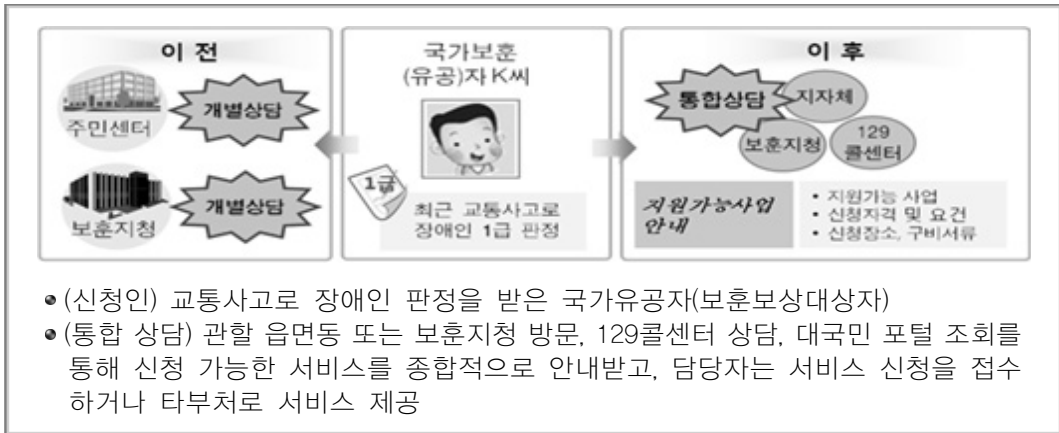 이 전
주민센터
개별상담
보훈지청
개별상담
국가보훈
(유공)자 K씨
1급
최근 교통사고로
장애인 1급 판정
이 후
통합상담
지자체
보훈지청
129
콜센터
지원가능사업
안내
• 지원가능 사업
• 신청자격 및 요건
• 신청장소, 구비서류
(신청인) 교통사고로 장애인 판정을 받은 국가유공자(보훈보상대상자)
(통합 상담) 관할 읍면동 또는 보훈지청 방문, 129콜센터 상담, 대국민 포털 조회를
통해 신청 가능한 서비스를 종합적으로 안내받고, 담당자는 서비스 신청을 접수
하거나 타부처로 서비스 제공